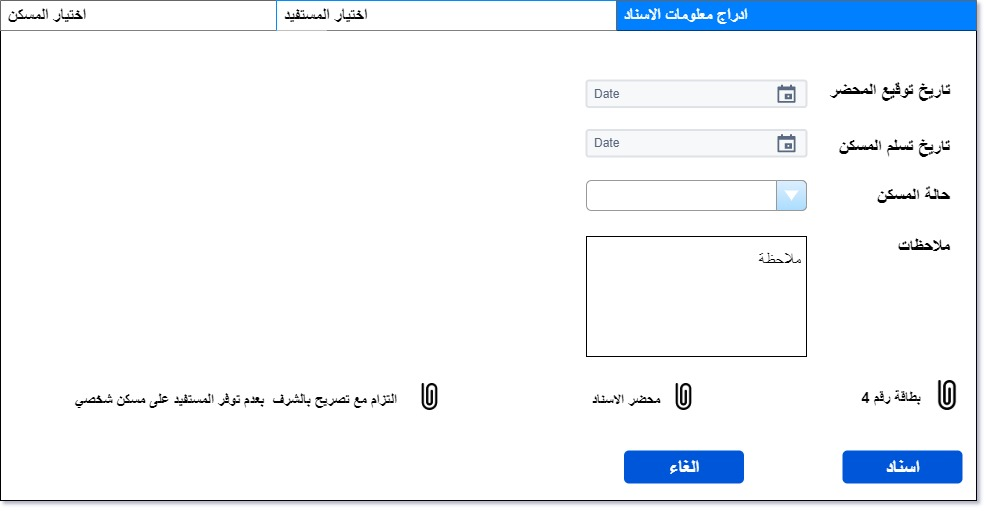 ادراج معلومات الاسناد
اختيار المستفيد
اختيار المسكن
تاريخ توقيع المحضر
Date
تاريخ تسلم المسكن
Date
حالة المسكن
ملاحظات
ملاحظة
بطاقة رقم 4
محضر الاسناد
التزام مع تصريح بالشرف بعدم توفر المستفيد على مسكن شخصي
اسناد
الغاء